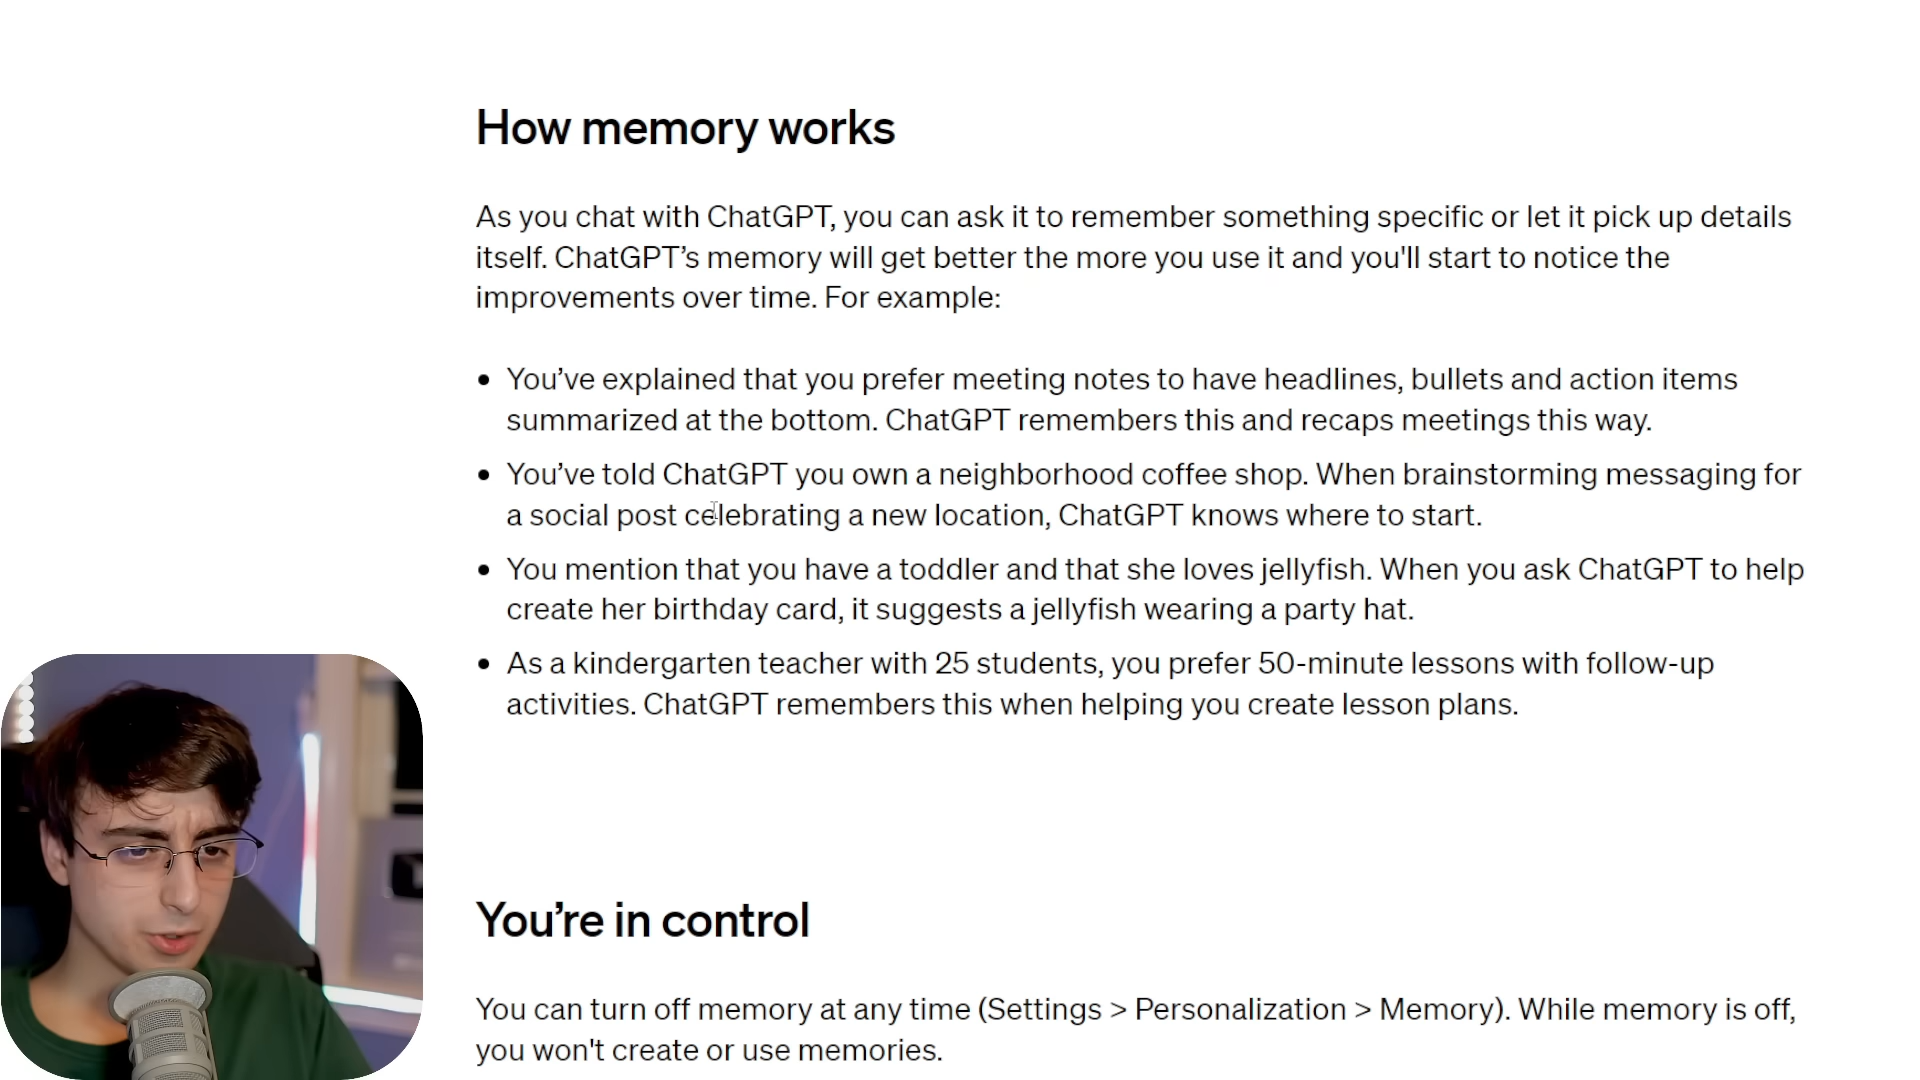 How memory works
As you chat with ChatGPT, you can ask it to remember something specific or let it pick up details
itself. ChatGPT’s memory will get better the more you use it and you'll start to notice the
improvements over time. For example:
• You’ve explained that you prefer meeting notes to have headlines, bullets and action items
summarized at the bottom. ChatGPT remembers this and recaps meetings this way.
• You’ve told ChatGPT you own a neighborhood coffee shop. When brainstorming messaging for
a social post celebrating a new location, ChatGPT knows where to start.
• You mention that you have a toddler and that she loves jellyfish. When you ask ChatGPT to help
create her birthday card, it suggests a jellyfish wearing a party hat.
• As a kindergarten teacher with 25 students, you prefer 50-minute lessons with follow-up
activities. ChatGPT remembers this when helping you create lesson plans.
You’re in control
You can turn off memory at any time (Settings > Personalization > Memory). While memory is off,
you won't create or use memories.